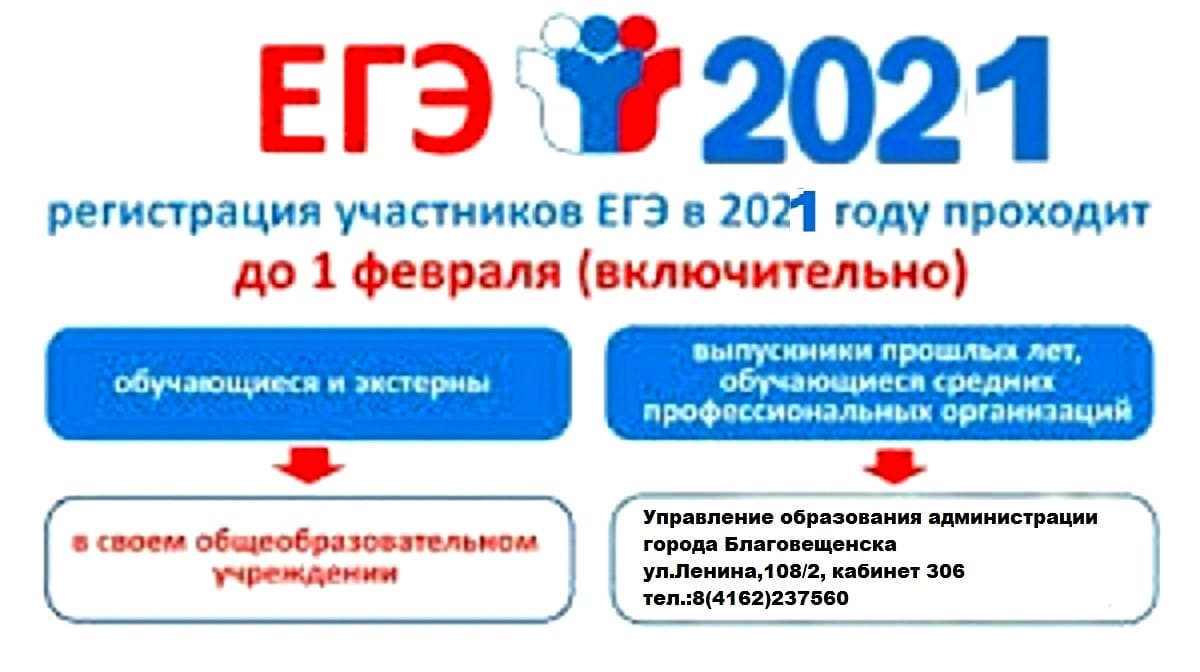 ЕГЭ 2021
регистрация участников ЕГЭ в 2021 году проходит
до 1 февраля (включительно)
обучающиеся и экстерны
в своем общеобразовательном
учреждении
выпускники прошлых лет,
обучающиеся средних
профессиональных организаций
Управление образования администрации
города Благовещенска
ул.Ленина,108/2, кабинет 306
тел.:8(4162)237560